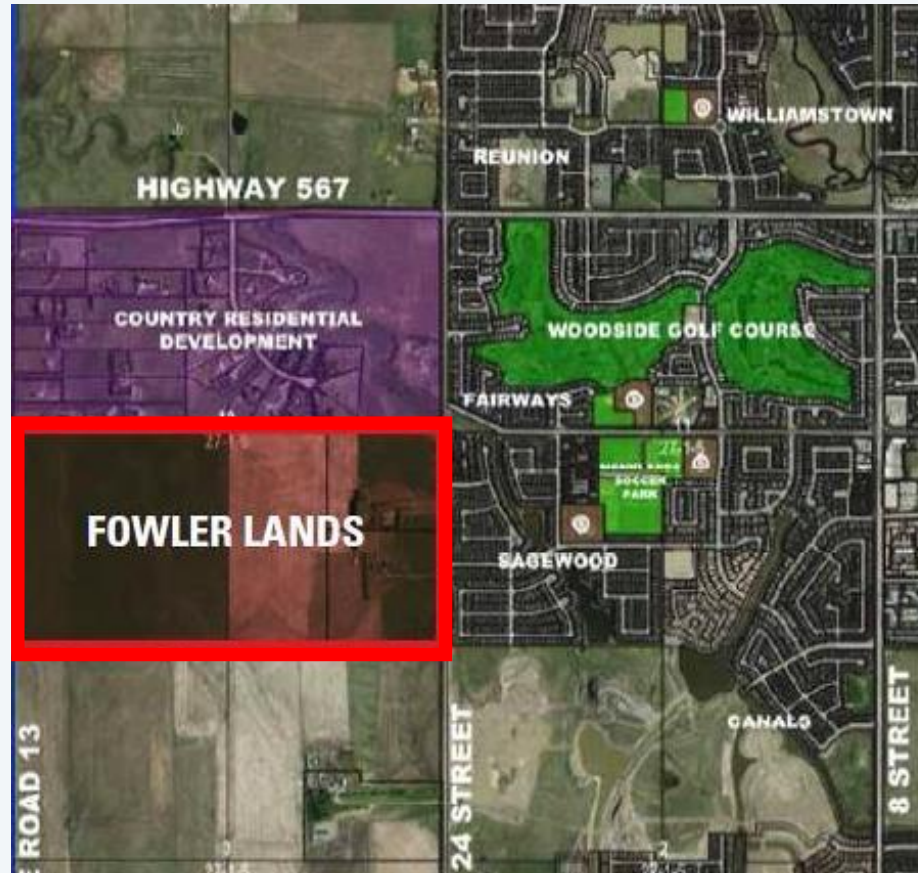 WILLIAMSTOWN
REUNION
HIGHWAY 567
COUNTRY RESIDENTIAL
DEVELOPMENT
WOODSIDE GOLF COURSE
FAIRWAYS
FOWLER LANDS
SOCCER
PARK
SAGEWOOD
CANALS
ROAD 13
24 STREET
8 STREET